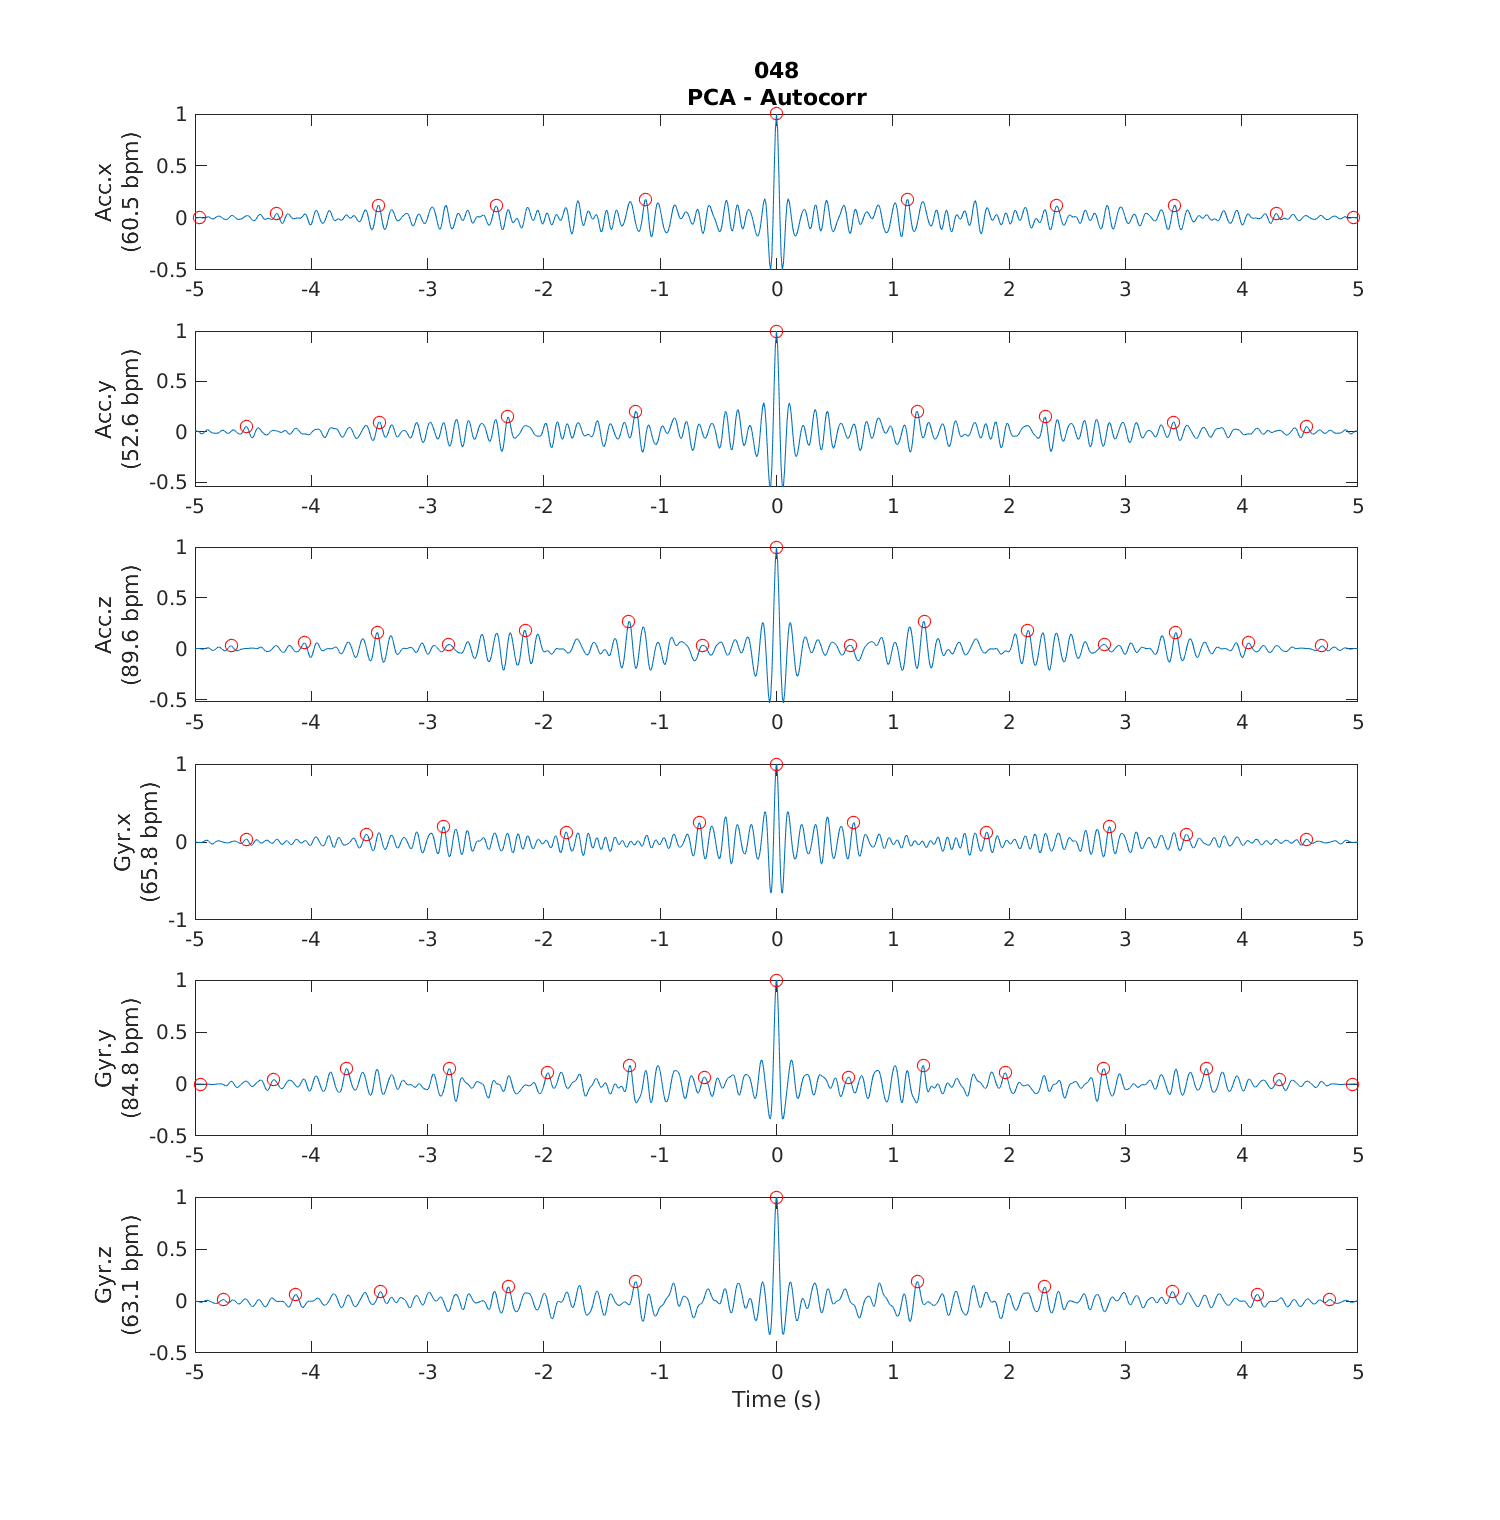 048
PCA - Autocorr
Acc.x
(60.5 bpm)
1
0.5
0
-0.5
-5 -4 -3 -2 -1 0 1 2 3 4 5
Acc.y
(52.6 bpm)
1
0.5
0
-0.5
-5 -4 -3 -2 -1 0 1 2 3 4 5
Acc.z
(89.6 bpm)
1
0.5
0
-0.5
-5 -4 -3 -2 -1 0 1 2 3 4 5
Gyr.x
(65.8 bpm)
1
0
-1
-5 -4 -3 -2 -1 0 1 2 3 4 5
Gyr.y
(84.8 bpm)
1
0.5
0
-0.5
-5 -4 -3 -2 -1 0 1 2 3 4 5
Gyr.z
(63.1 bpm)
1
0.5
0
-0.5
-5 -4 -3 -2 -1 0 1 2 3 4 5
Time (s)